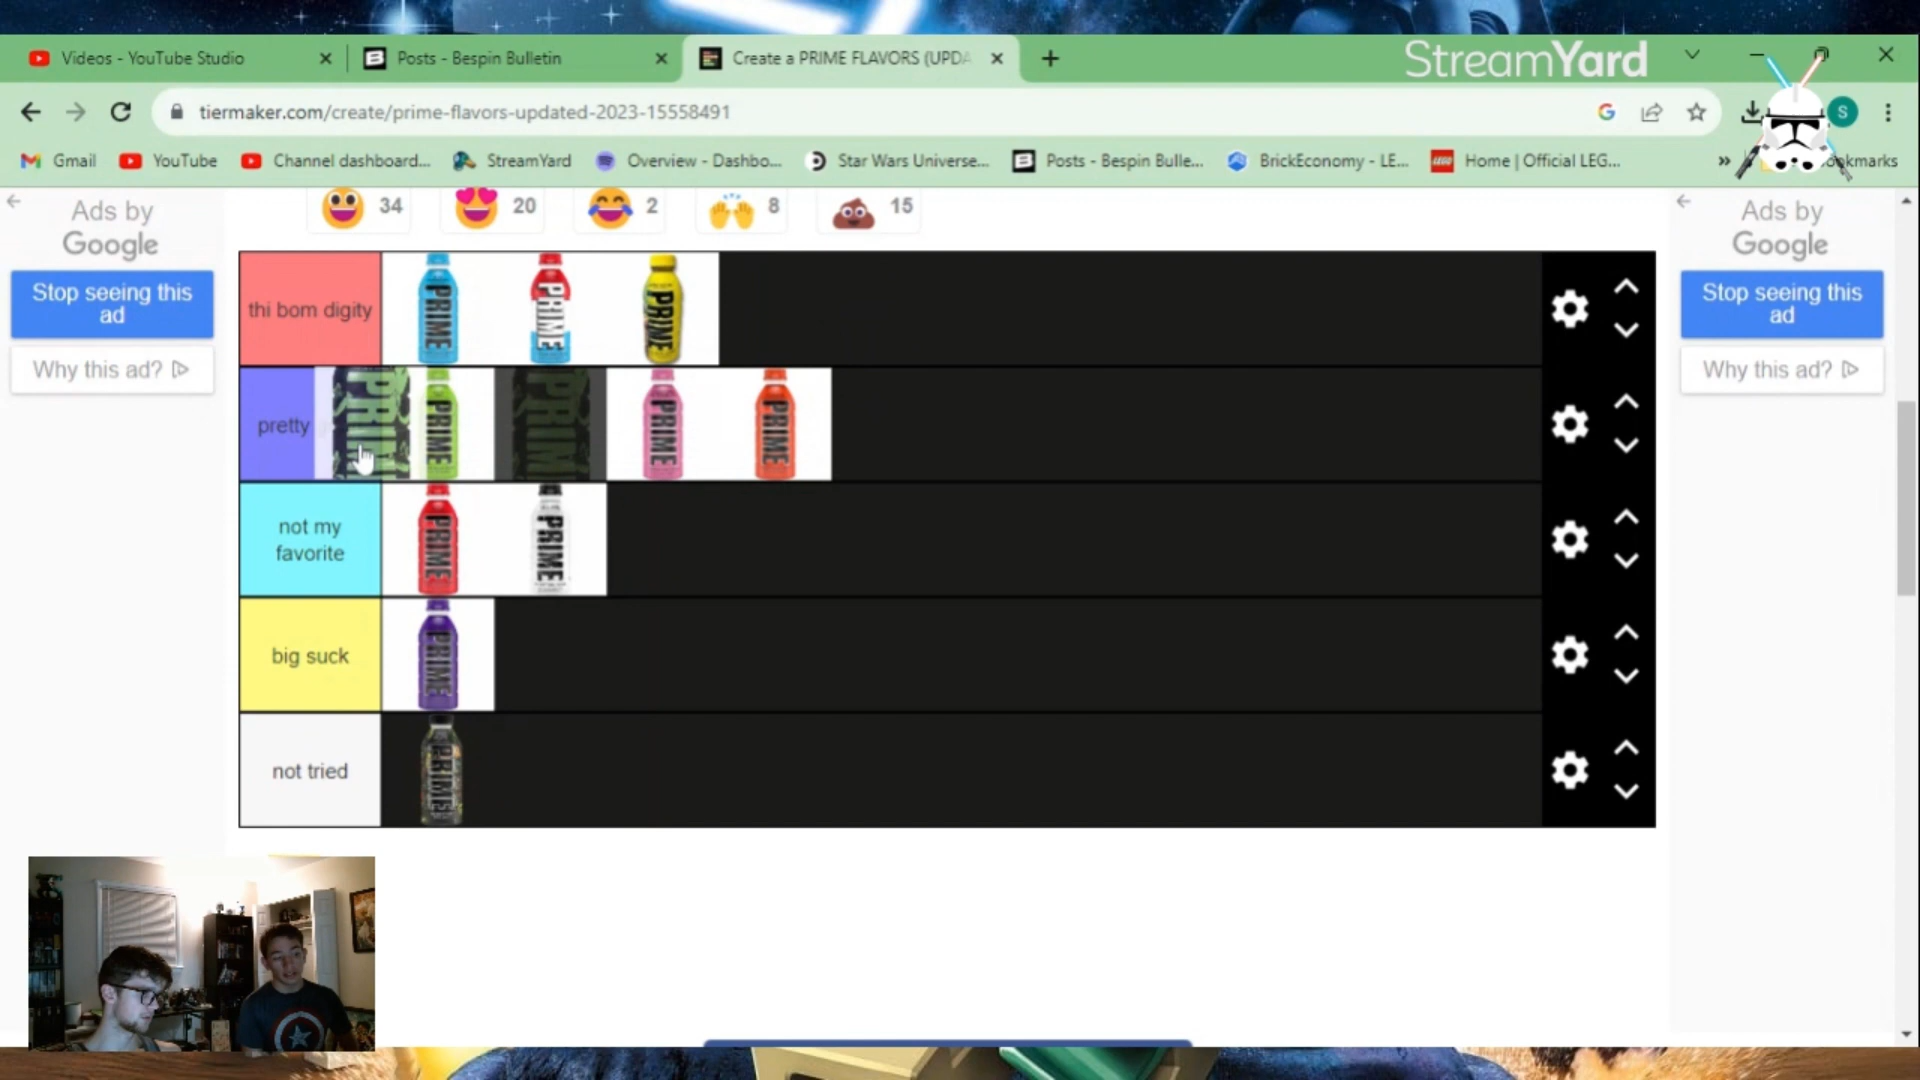 Videos - YouTube Studio
Posts - Bespin Bulletin
Create a PRIME FLAVORS (UPDA
StreamYard
tiermaker.com/create/prime-flavors-updated-2023-15558491
S
Gmail
YouTube
Channel dashboard...
StreamYard
Overview - Dashbo...
Star Wars Universe...
Posts - Bespin Bulle...
BrickEconomy - LE...
Home | Official LEG...
»
ookmarks
Ads by
Google
Stop seeing this
ad
Why this ad?
34
20
2
8
15
Ads by
Google
Stop seeing this
ad
Why this ad?
thi bom digity
PRIME
PRIME
PRIME
pretty
PRIME
PRIME
PRIME
PRIME
PRIME
not my
favorite
PRIME
PRIME
big suck
PRIME
not tried
PRIME